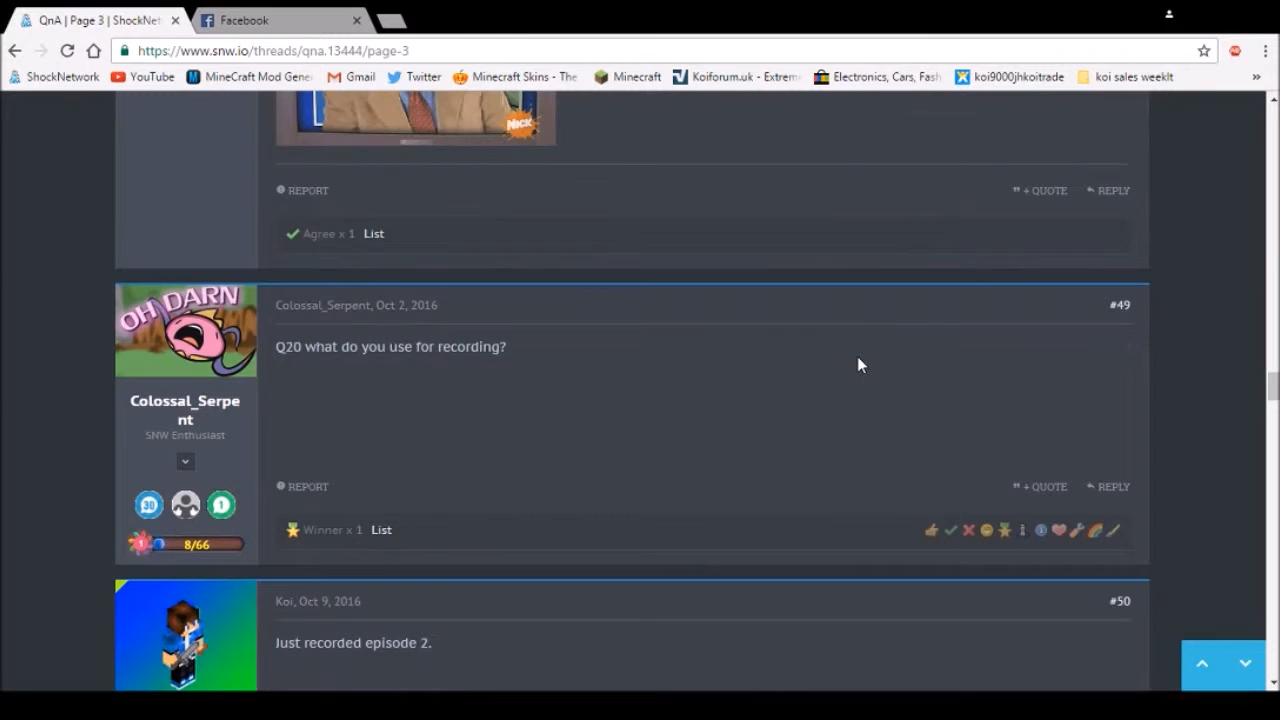 QnA | Page 3 | ShockNet
Facebook
https://www.snw.io/threads/qna.13444/page-3
ShockNetwork
YouTube
MineCraft Mod Gene
Gmail
Twitter
Minecraft Skins - The
Minecraft
Koiforum.uk - Extrem
Electronics, Cars, Fash
koi9000jhkoitrade
koi sales weeklt
»
NICK
REPORT
+ QUOTE
REPLY
Agree x 1 List
OH DARN
Colossal_Serpent, Oct 2, 2016
#49
Q20 what do you use for recording?
Colossal_Serpe
nt
SNW Enthusiast
30
1
1
8/66
REPORT
+ QUOTE
REPLY
Winner x 1 List
Koi, Oct 9, 2016
#50
Just recorded episode 2.